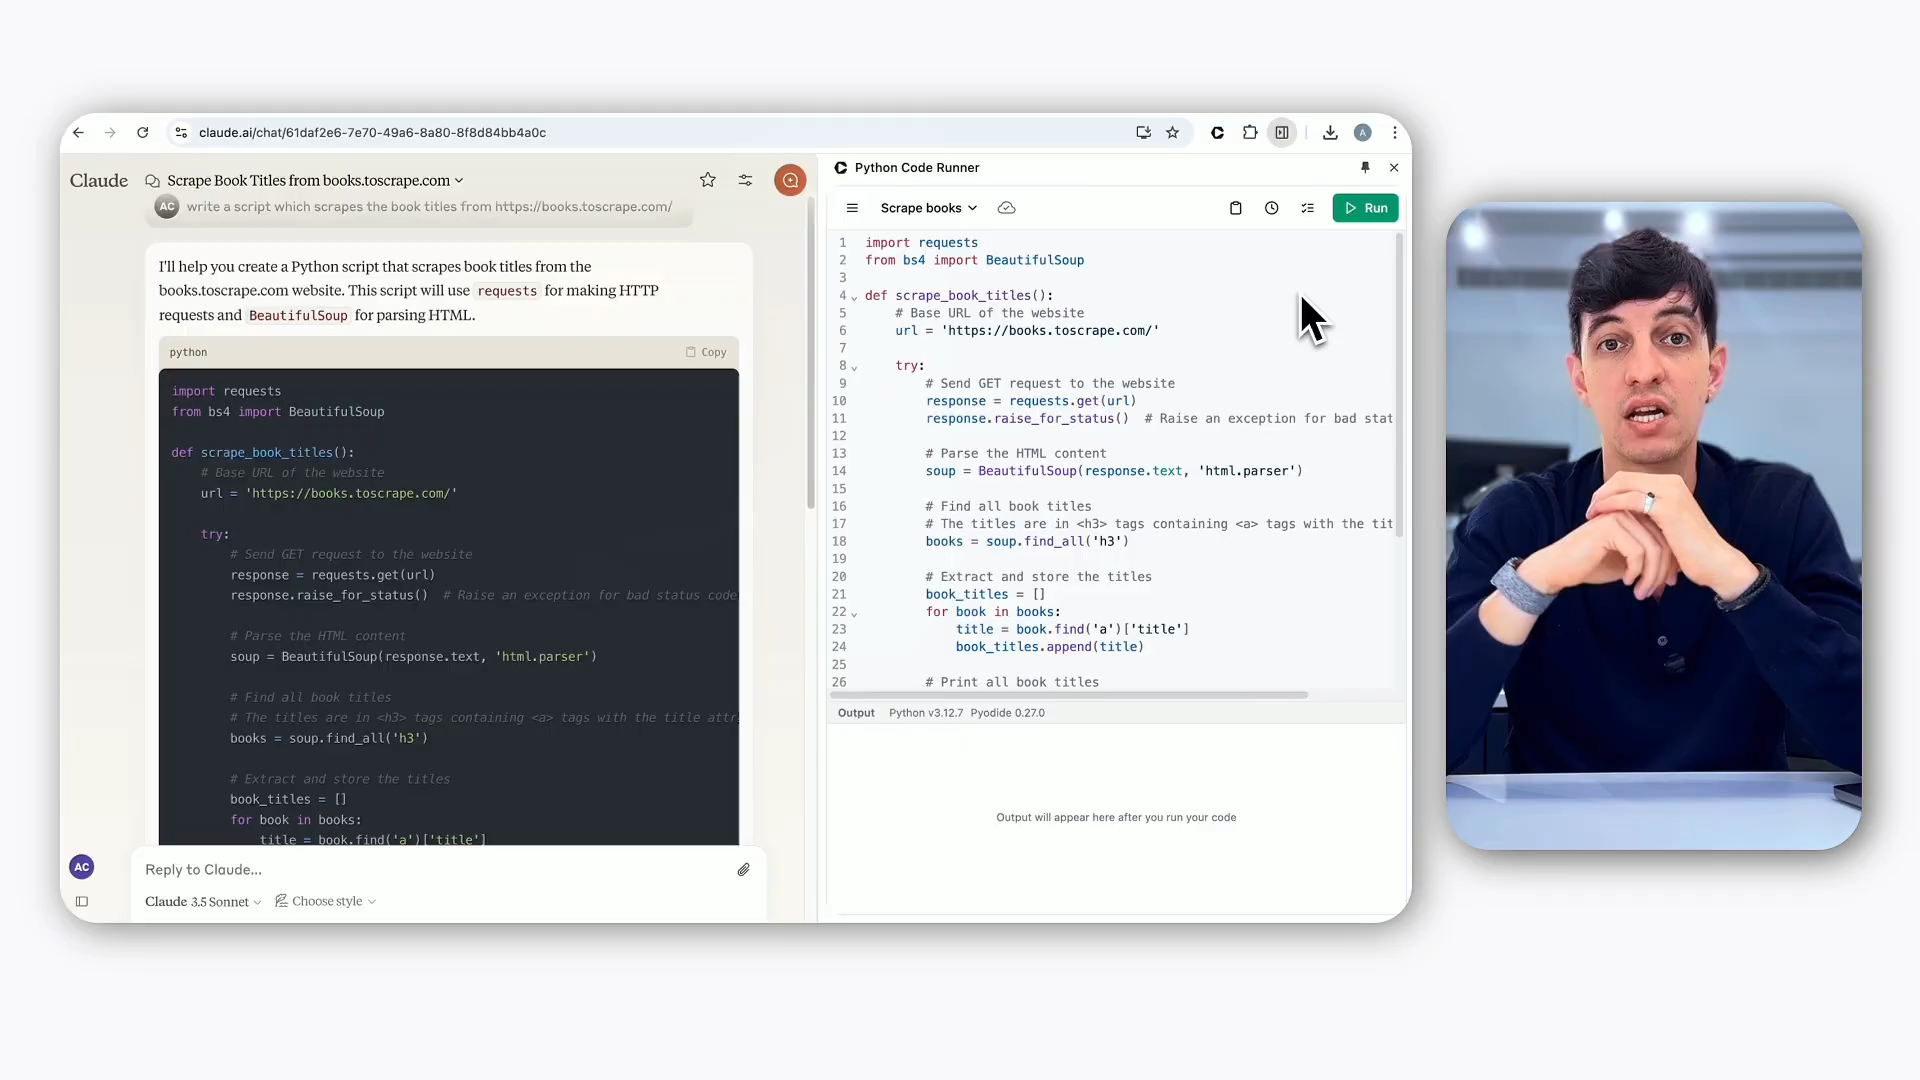 claude.ai/chat/61daf2e6-7e70-49a6-8a80-8f8d84bb4a0c
A
Claude
Scrape Book Titles from books.toscrape.com
AC
write a script which scrapes the book titles from https://books.toscrape.com/
I'll help you create a Python script that scrapes book titles from the
books.toscrape.com website. This script will use requests for making HTTP
requests and BeautifulSoup for parsing HTML.
python
Copy
import requests
from bs4 import BeautifulSoup
def scrape_book_titles():
# Base URL of the website
url = 'https://books.toscrape.com/'
try:
# Send GET request to the website
response = requests.get(url)
response.raise_for_status()  # Raise an exception for bad status code
# Parse the HTML content
soup = BeautifulSoup(response.text, 'html.parser')
# Find all book titles
# The titles are in <h3> tags containing <a> tags with the title attr
books = soup.find_all('h3')
# Extract and store the titles
book_titles = []
for book in books:
title = book.find('a')['title']
AC
Reply to Claude...
Claude 3.5 Sonnet
Choose style
Python Code Runner
Scrape books
Run
1 import requests
2 from bs4 import BeautifulSoup
3
4 def scrape_book_titles():
5 # Base URL of the website
6 url = 'https://books.toscrape.com/'
7
8 try:
9 # Send GET request to the website
10 response = requests.get(url)
11 response.raise_for_status()  # Raise an exception for bad stat
12
13 # Parse the HTML content
14 soup = BeautifulSoup(response.text, 'html.parser')
15
16 # Find all book titles
17 # The titles are in <h3> tags containing <a> tags with the tit
18 books = soup.find_all('h3')
19
20 # Extract and store the titles
21 book_titles = []
22 for book in books:
23 title = book.find('a')['title']
24 book_titles.append(title)
25
26 # Print all book titles
Output Python v3.12.7 Pyodide 0.27.0
Output will appear here after you run your code